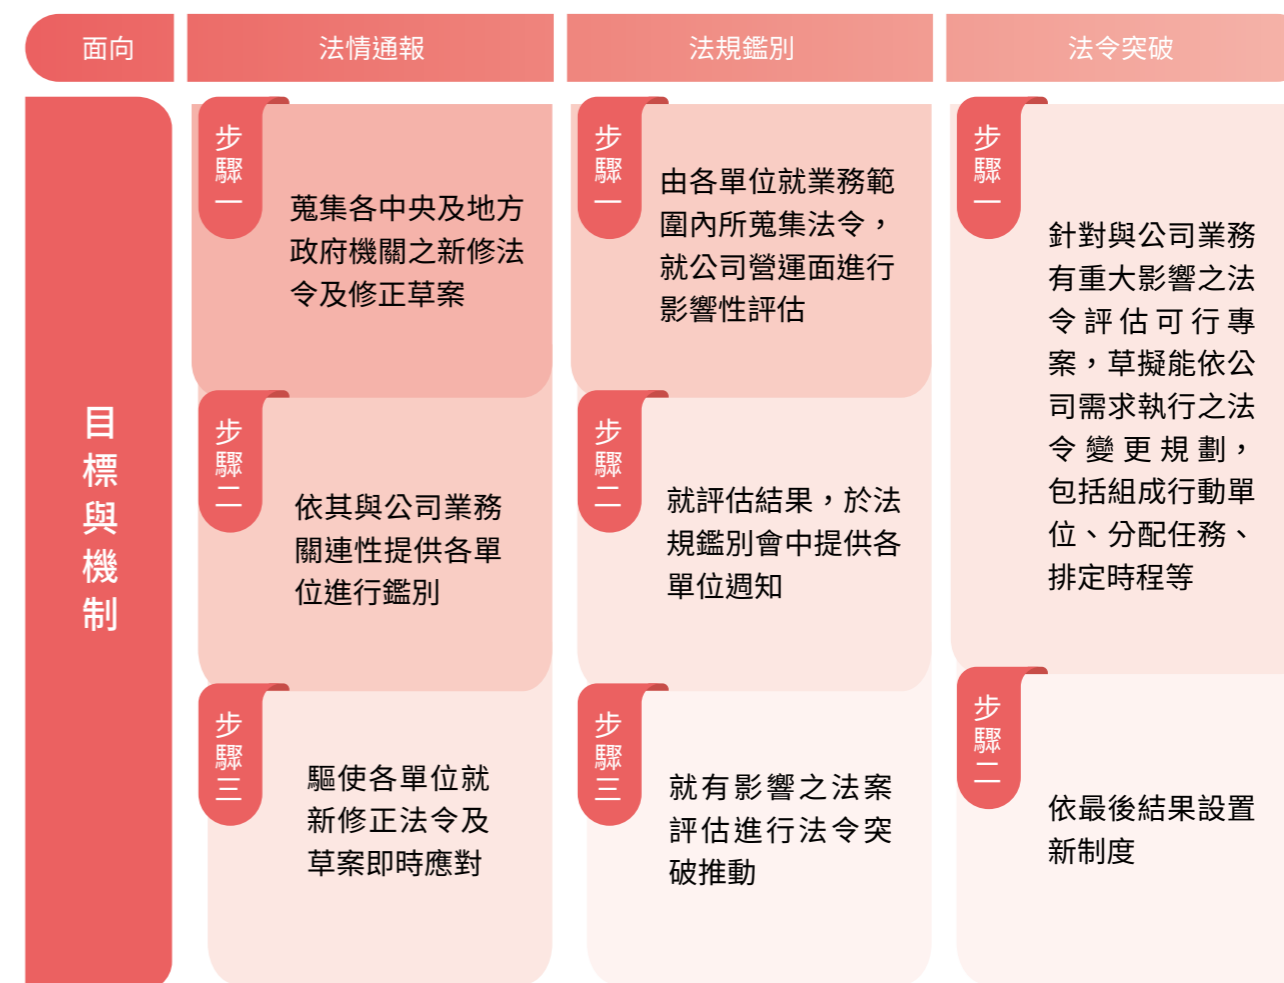 面向
法情通報
法規鑑別
法令突破
目標與機制
步驟一
蒐集各中央及地方
政府機關之新修法
令及修正草案
步驟二
依其與公司業務
關連性提供各單
位進行鑑別
步驟三
驅使各單位就
新修正法令及
草案即時應對
步驟一
由各單位就業務範
圍內所蒐集法令，
就公司營運面進行
影響性評估
步驟二
就評估結果，於法
規鑑別會中提供各
單位週知
步驟三
就有影響之法案
評估進行法令突
破推動
步驟一
針對與公司業務
有重大影響之法
令評估可行專
案，草擬能依公
司需求執行之法
令變更規劃，
包括組成行動單
位、分配任務、
排定時程等
步驟二
依最後結果設置
新制度